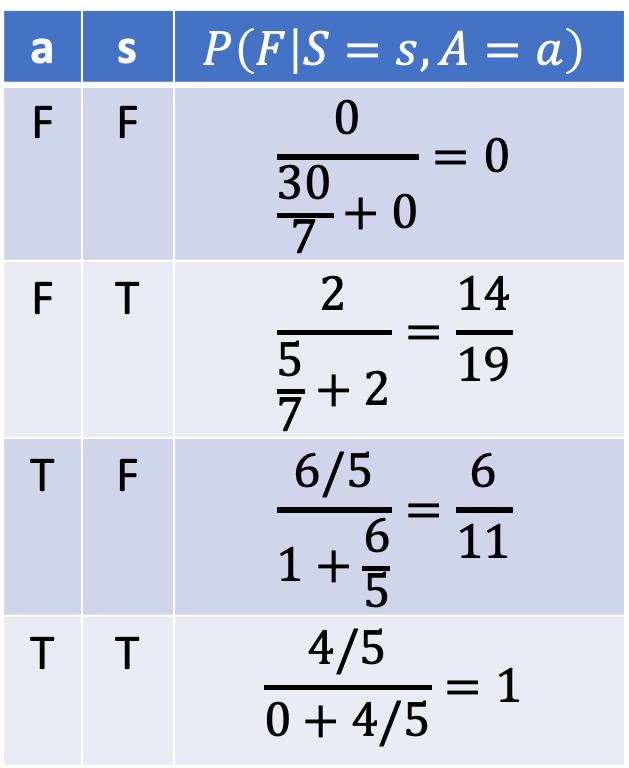 a s P(F|S = s, A = a)
F F 0 / (30/7 + 0) = 0
F T 2 / (5/7 + 2) = 14/19
T F (6/5) / (1 + 6/5) = 6/11
T T (4/5) / (0 + 4/5) = 1